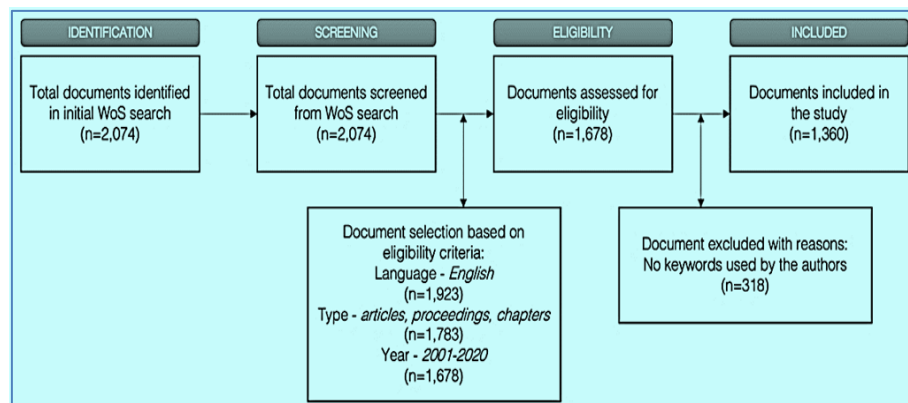 IDENTIFICATION
SCREENING
ELIGIBILITY
INCLUDED
Total documents identified
in initial WoS search
(n=2,074)
Total documents screened
from WoS search
(n=2,074)
Documents assessed for
eligibility
(n=1,678)
Documents included in
the study
(n=1,360)
Document selection based on
eligibility criteria:
Language - English
(n=1,923)
Type - articles, proceedings, chapters
(n=1,783)
Year - 2001-2020
(n=1,678)
Document excluded with reasons:
No keywords used by the authors
(n=318)